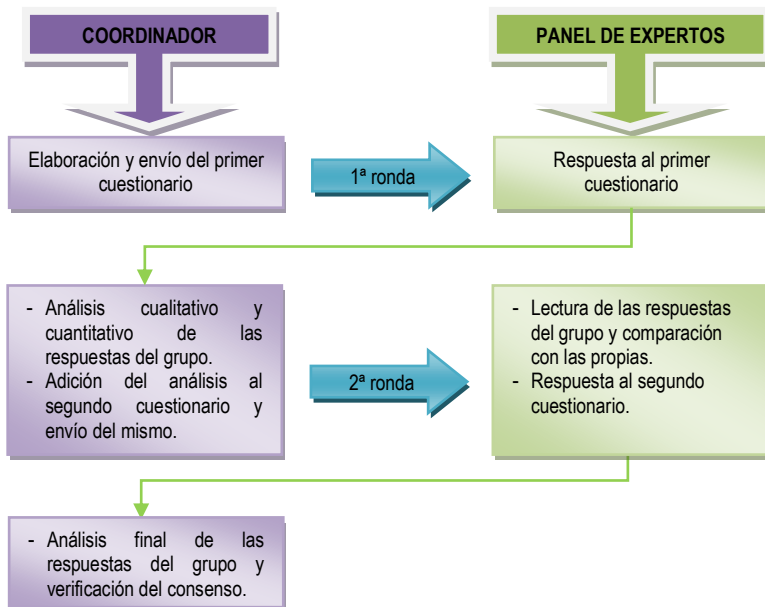 COORDINADOR
PANEL DE EXPERTOS
Elaboración y envío del primer
cuestionario
1ª ronda
Respuesta al primer
cuestionario
- Análisis cualitativo y
cuantitativo de las
respuestas del grupo.
- Adición del análisis al
segundo cuestionario y
envío del mismo.
2ª ronda
- Lectura de las respuestas
del grupo y comparación
con las propias.
- Respuesta al segundo
cuestionario.
- Análisis final de las
respuestas del grupo y
verificación del consenso.